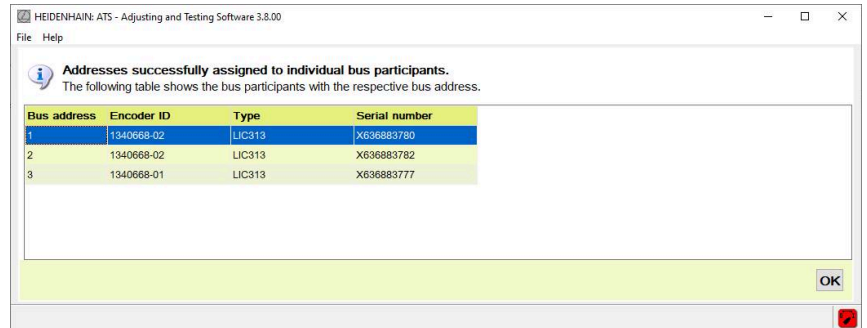 HEIDENHAIN: ATS - Adjusting and Testing Software 3.8.00
File Help
Addresses successfully assigned to individual bus participants.
The following table shows the bus participants with the respective bus address.
Bus address Encoder ID Type Serial number
1 1340668-02 LIC313 X636883780
2 1340668-02 LIC313 X636883782
3 1340668-01 LIC313 X636883777
OK